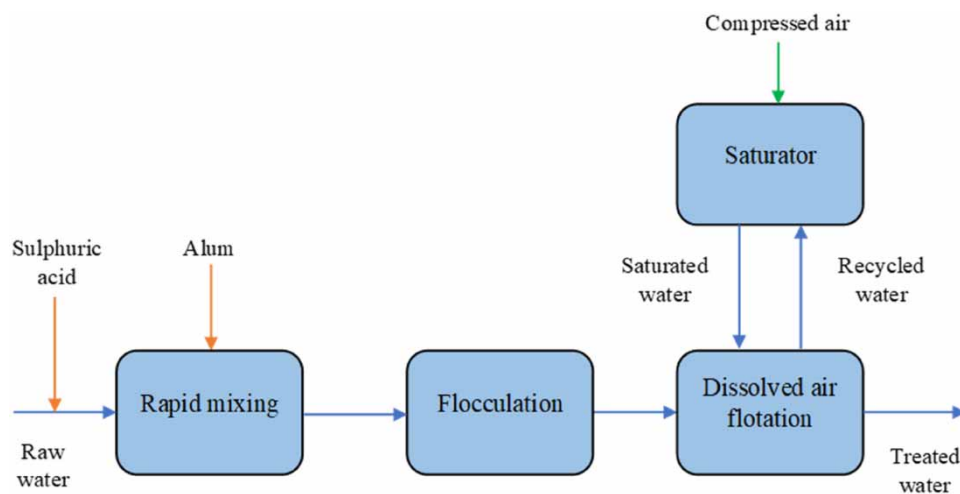 Compressed air
Saturator
Sulphuric
acid
Alum
Saturated
water
Recycled
water
Rapid mixing
Flocculation
Dissolved air
flotation
Raw
water
Treated
water